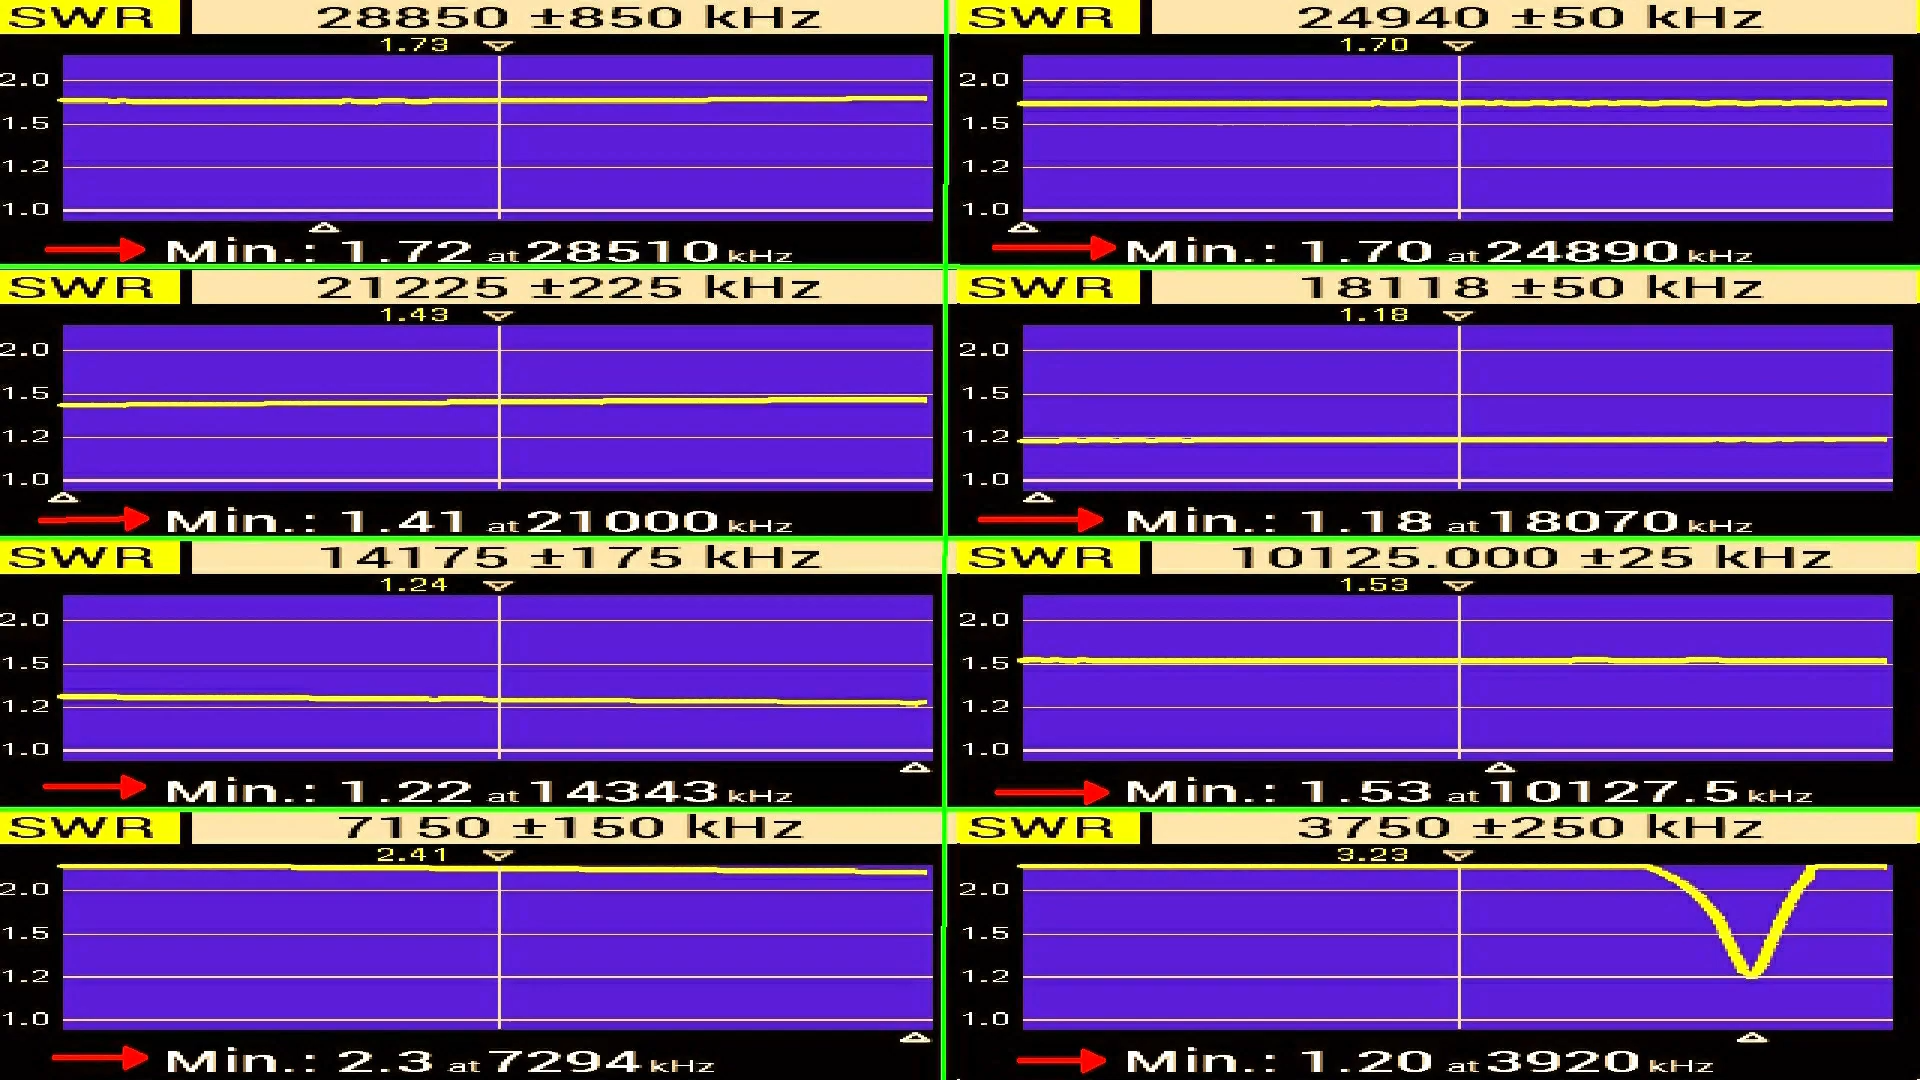 SWR 28850 ±850 kHz
1.73
2.0
1.5
1.2
1.0
Min.: 1.72 at 28510 kHz
SWR 24940 ±50 kHz
1.70
2.0
1.5
1.2
1.0
Min.: 1.70 at 24890 kHz
SWR 21225 ±225 kHz
1.43
2.0
1.5
1.2
1.0
Min.: 1.41 at 21000 kHz
SWR 18118 ±50 kHz
1.18
2.0
1.5
1.2
1.0
Min.: 1.18 at 18070 kHz
SWR 14175 ±175 kHz
1.24
2.0
1.5
1.2
1.0
Min.: 1.22 at 14343 kHz
SWR 10125.000 ±25 kHz
1.53
2.0
1.5
1.2
1.0
Min.: 1.53 at 10127.5 kHz
SWR 7150 ±150 kHz
2.41
2.0
1.5
1.2
1.0
Min.: 2.3 at 7294 kHz
SWR 3750 ±250 kHz
3.23
2.0
1.5
1.2
1.0
Min.: 1.20 at 3920 kHz